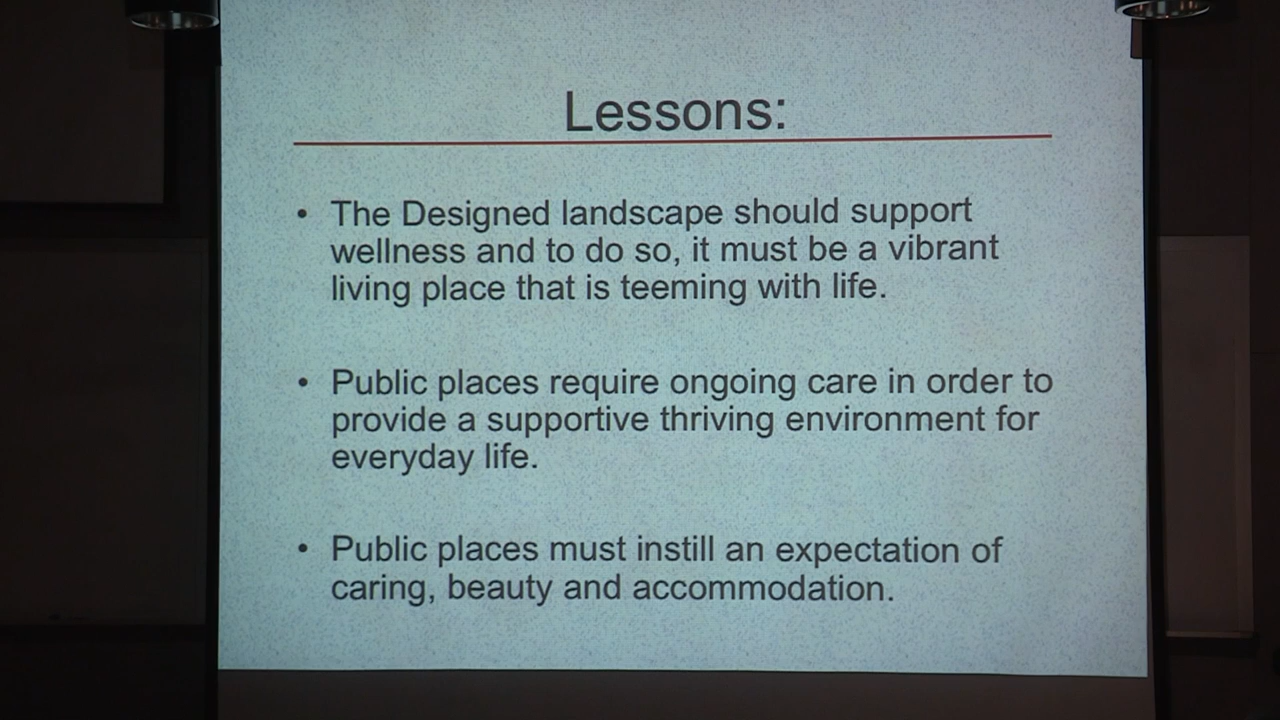 Lessons:
• The Designed landscape should support
wellness and to do so, it must be a vibrant
living place that is teeming with life.
• Public places require ongoing care in order to
provide a supportive thriving environment for
everyday life.
• Public places must instill an expectation of
caring, beauty and accommodation.